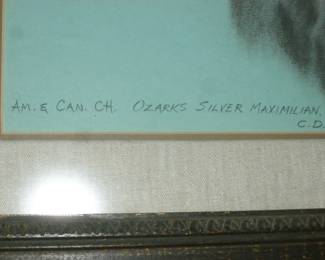 AM. & CAN. CH. OZARKS SILVER MAXIMILIAN,
C.D.